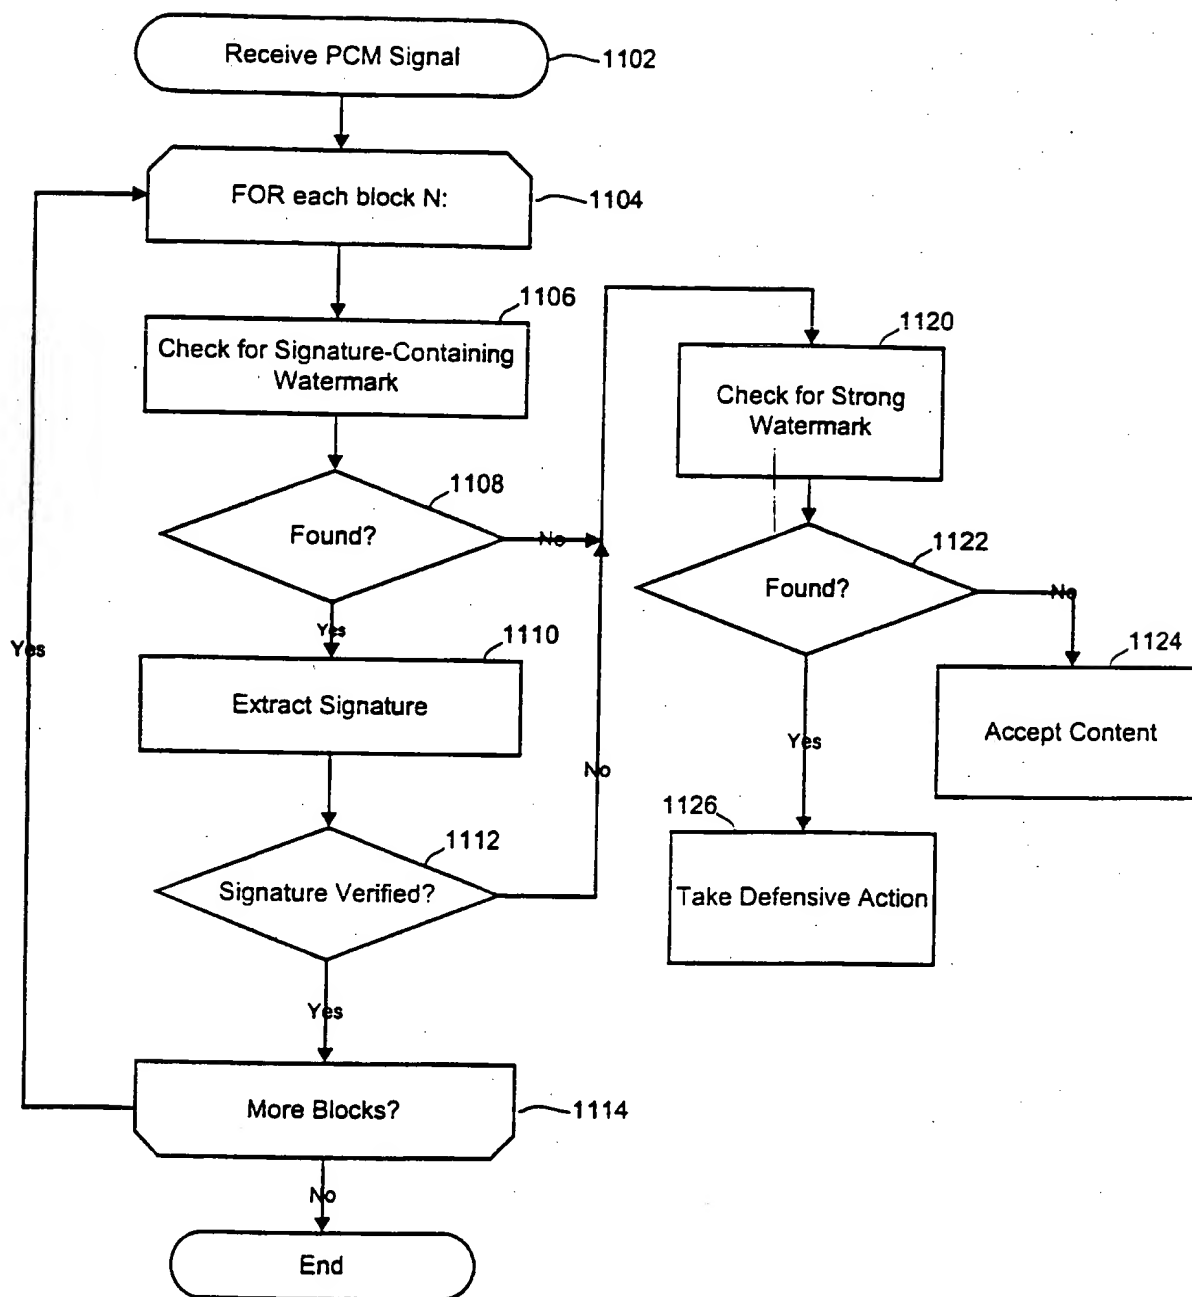 Receive PCM Signal
1102
FOR each block N:
1104
1106
Check for Signature-Containing
Watermark
1108
Found?
No
Yes
1110
Extract Signature
1112
Signature Verified?
No
Yes
More Blocks?
1114
Yes
No
End
1120
Check for Strong
Watermark
1122
Found?
No
1124
Accept Content
Yes
1126
Take Defensive Action